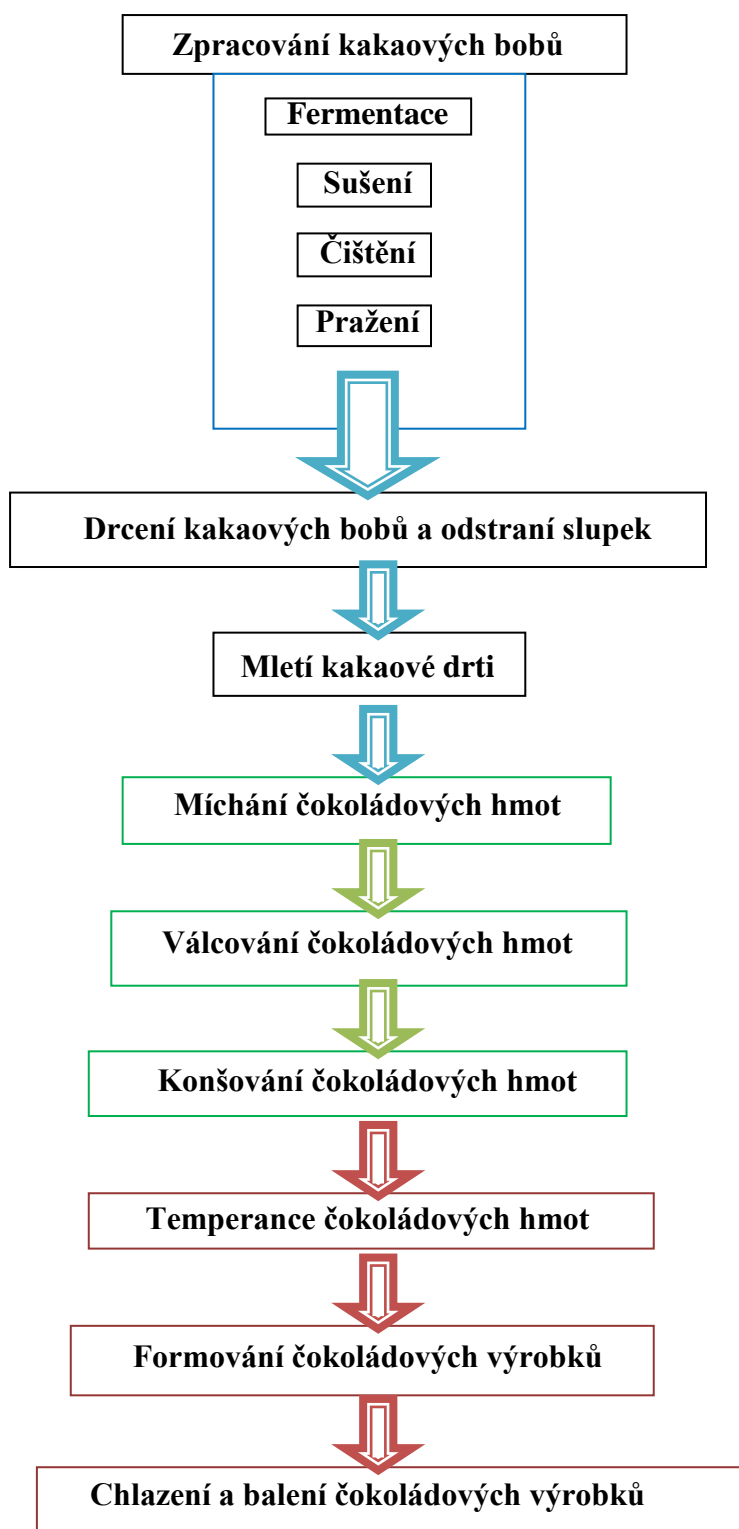 Zpracování kakaových bobů
Fermentace
Sušení
Čištění
Pražení
Drcení kakaových bobů a odstraní slupek
Mletí kakaové drti
Míchání čokoládových hmot
Válcování čokoládových hmot
Konšování čokoládových hmot
Temperance čokoládových hmot
Formování čokoládových výrobků
Chlazení a balení čokoládových výrobků